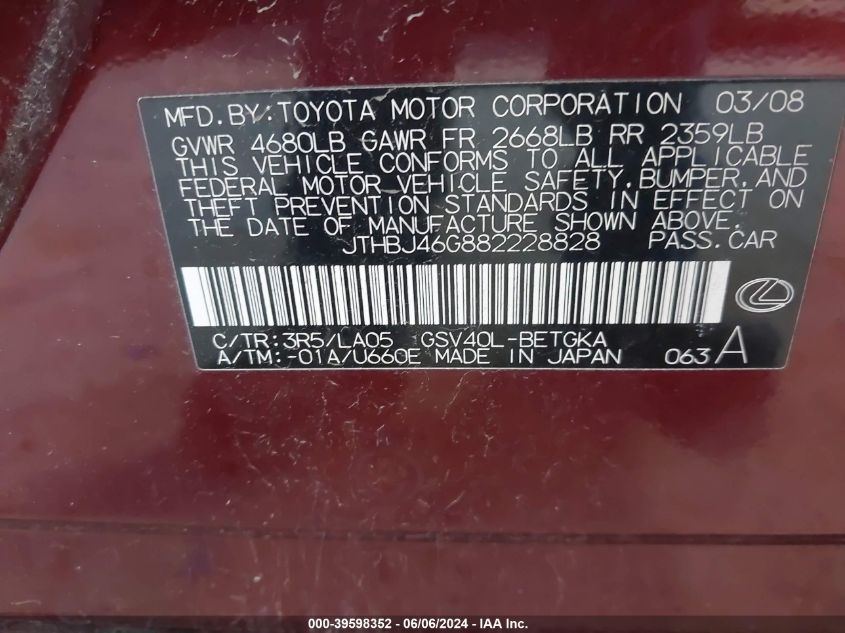 MFD. BY: TOYOTA MOTOR CORPORATION 03/08
GVWR 4680LB GAWR FR 2668LB RR 2359LB
THIS VEHICLE CONFORMS TO ALL APPLICABLE
FEDERAL MOTOR VEHICLE SAFETY, BUMPER, AND
THEFT PREVENTION STANDARDS IN EFFECT ON
THE DATE OF MANUFACTURE SHOWN ABOVE.
JTHBJ46G882228828 PASS. CAR
C/TR: 3R5/LA05 GSV40L-BETGKA
A/TM: -01A/U660E MADE IN JAPAN 063 A
000-39598352 - 06/06/2024 - IAA Inc.